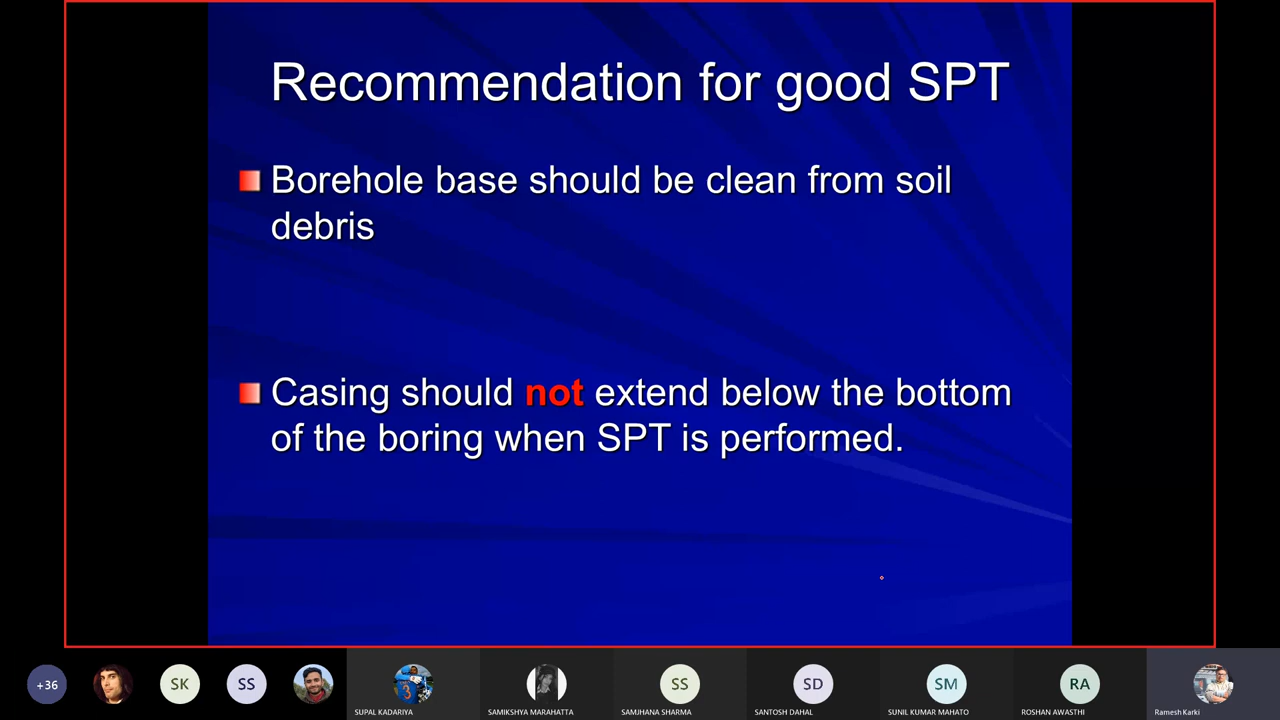 Recommendation for good SPT
Borehole base should be clean from soil
debris
Casing should not extend below the bottom
of the boring when SPT is performed.
+36
SK
SS
SS
SD
SM
RA
SUPAL KADARIYA
SAMIKSHYA MARAHATTA
SAMJHANA SHARMA
SANTOSH DAHAL
SUNIL KUMAR MAHATO
ROSHAN AWASTHI
Ramesh Karki